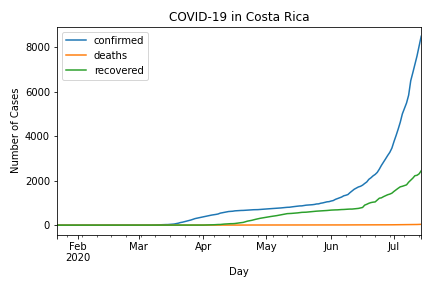 COVID-19 in Costa Rica
confirmed
deaths
recovered
Number of Cases
8000
6000
4000
2000
0
Feb Mar Apr May Jun Jul
2020
Day